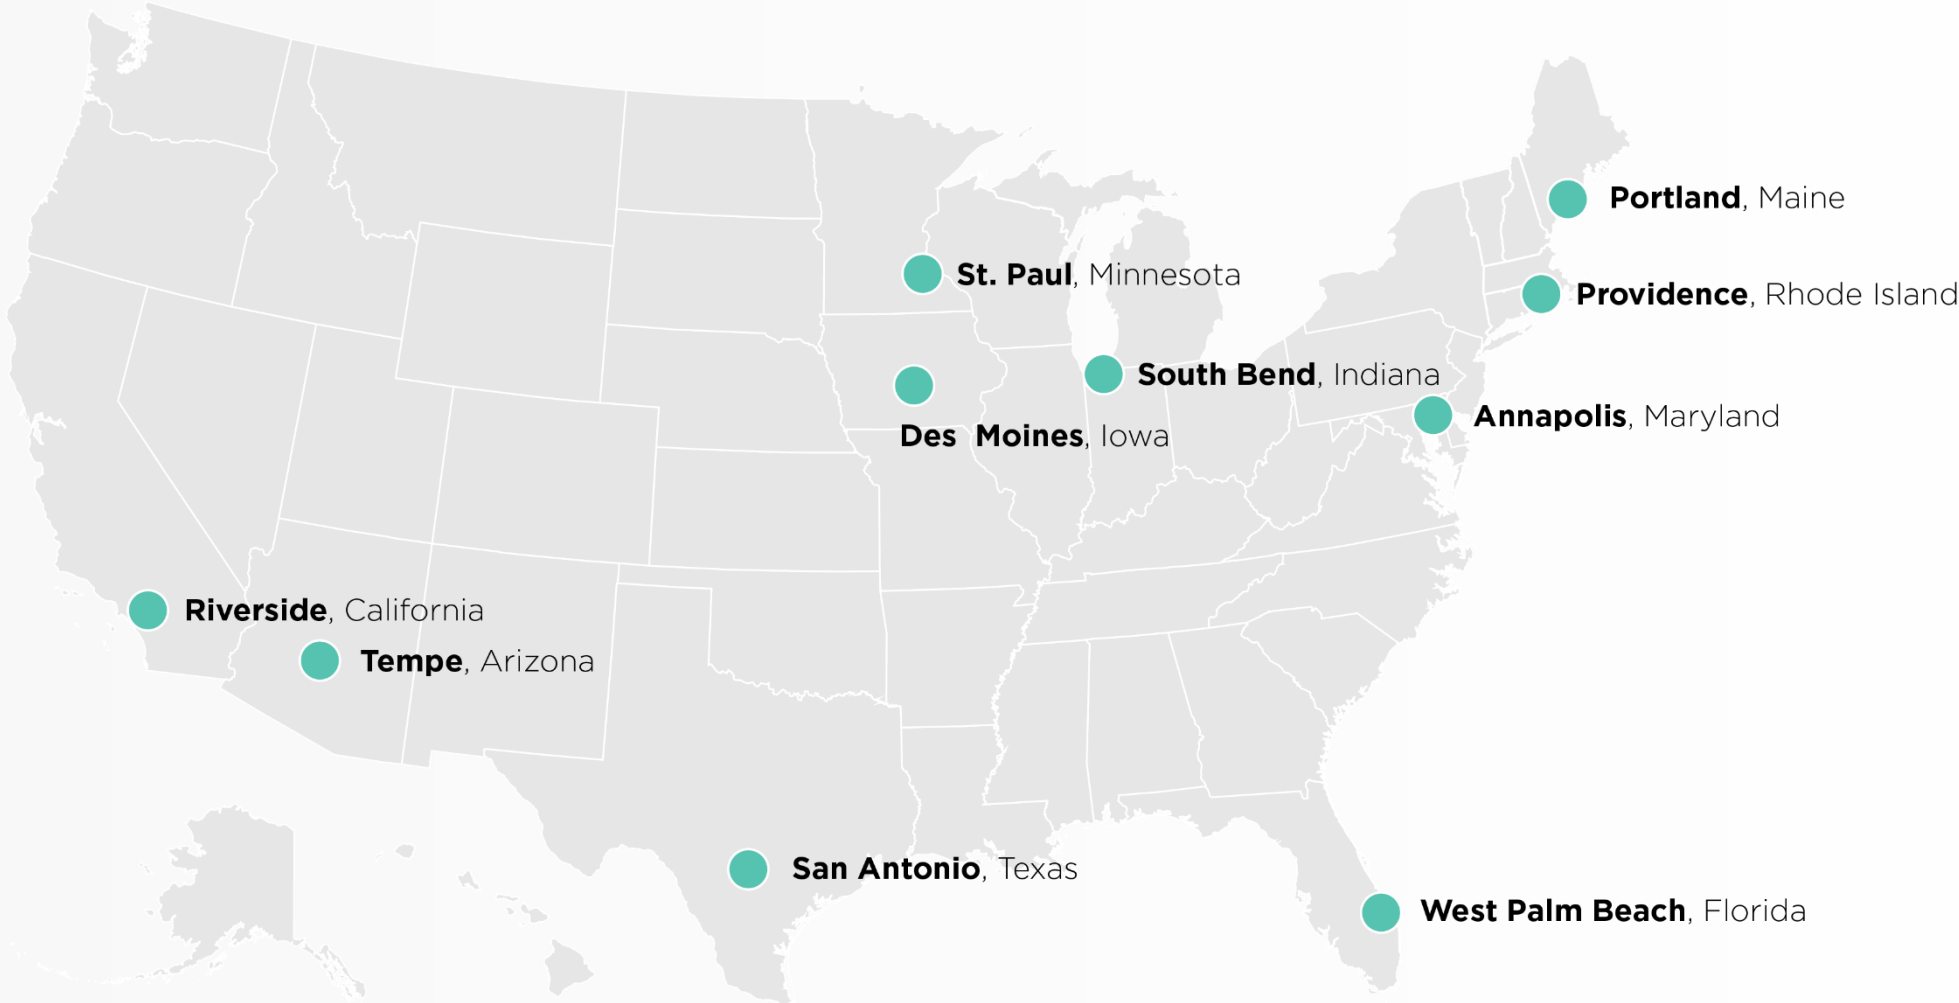 Portland, Maine
St. Paul, Minnesota
Providence, Rhode Island
South Bend, Indiana
Annapolis, Maryland
Des Moines, Iowa
Riverside, California
Tempe, Arizona
San Antonio, Texas
West Palm Beach, Florida